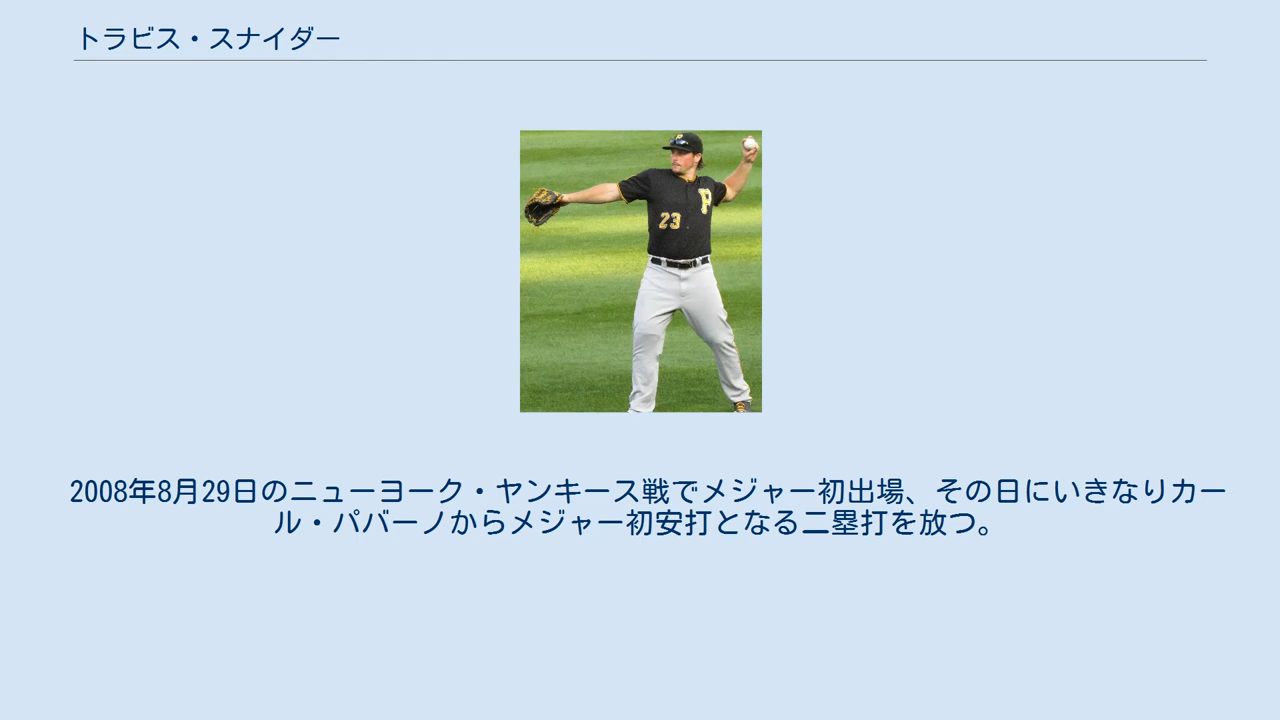 トラビス・スナイダー
P
23
P
2008年8月29日のニューヨーク・ヤンキース戦でメジャー初出場、その日にいきなりカー
ル・パバーノからメジャー初安打となる二塁打を放つ。